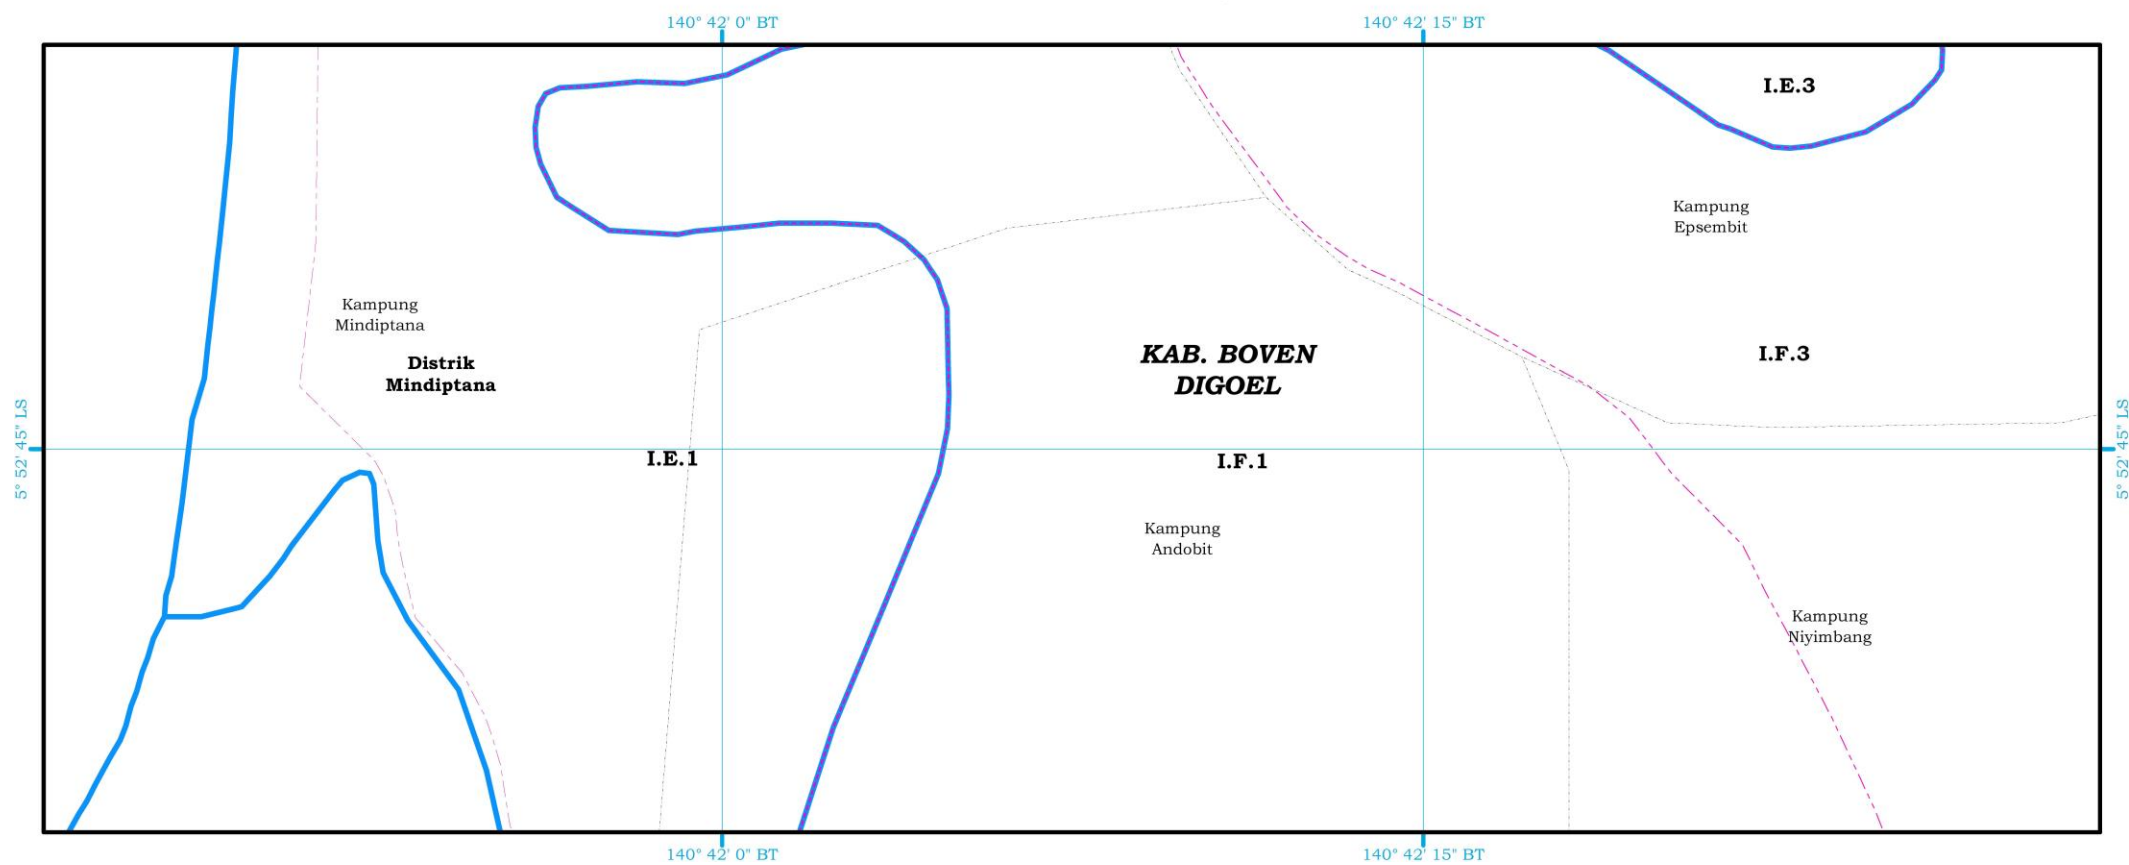 140° 42' 0" BT
140° 42' 15" BT
I.E.3
Kampung
Epsembit
Kampung
Mindiptana
Distrik
Mindiptana
KAB. BOVEN
DIGOEL
I.F.3
5° 52' 45" LS
5° 52' 45" LS
I.E.1
I.F.1
Kampung
Andobit
Kampung
Niyimbang
140° 42' 0" BT
140° 42' 15" BT